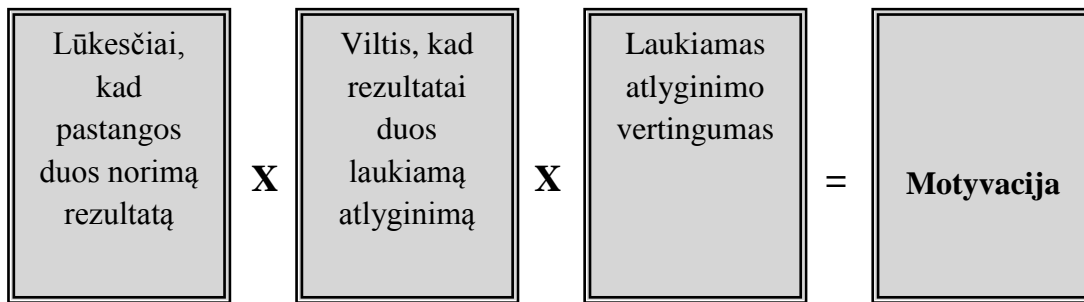 Lūkesčiai,
kad
pastangos
duos norimą
rezultatą
X
Viltis, kad
rezultatai
duos
laukiamą
atlyginimą
X
Laukiamas
atlyginimo
vertingumas
=
Motyvacija